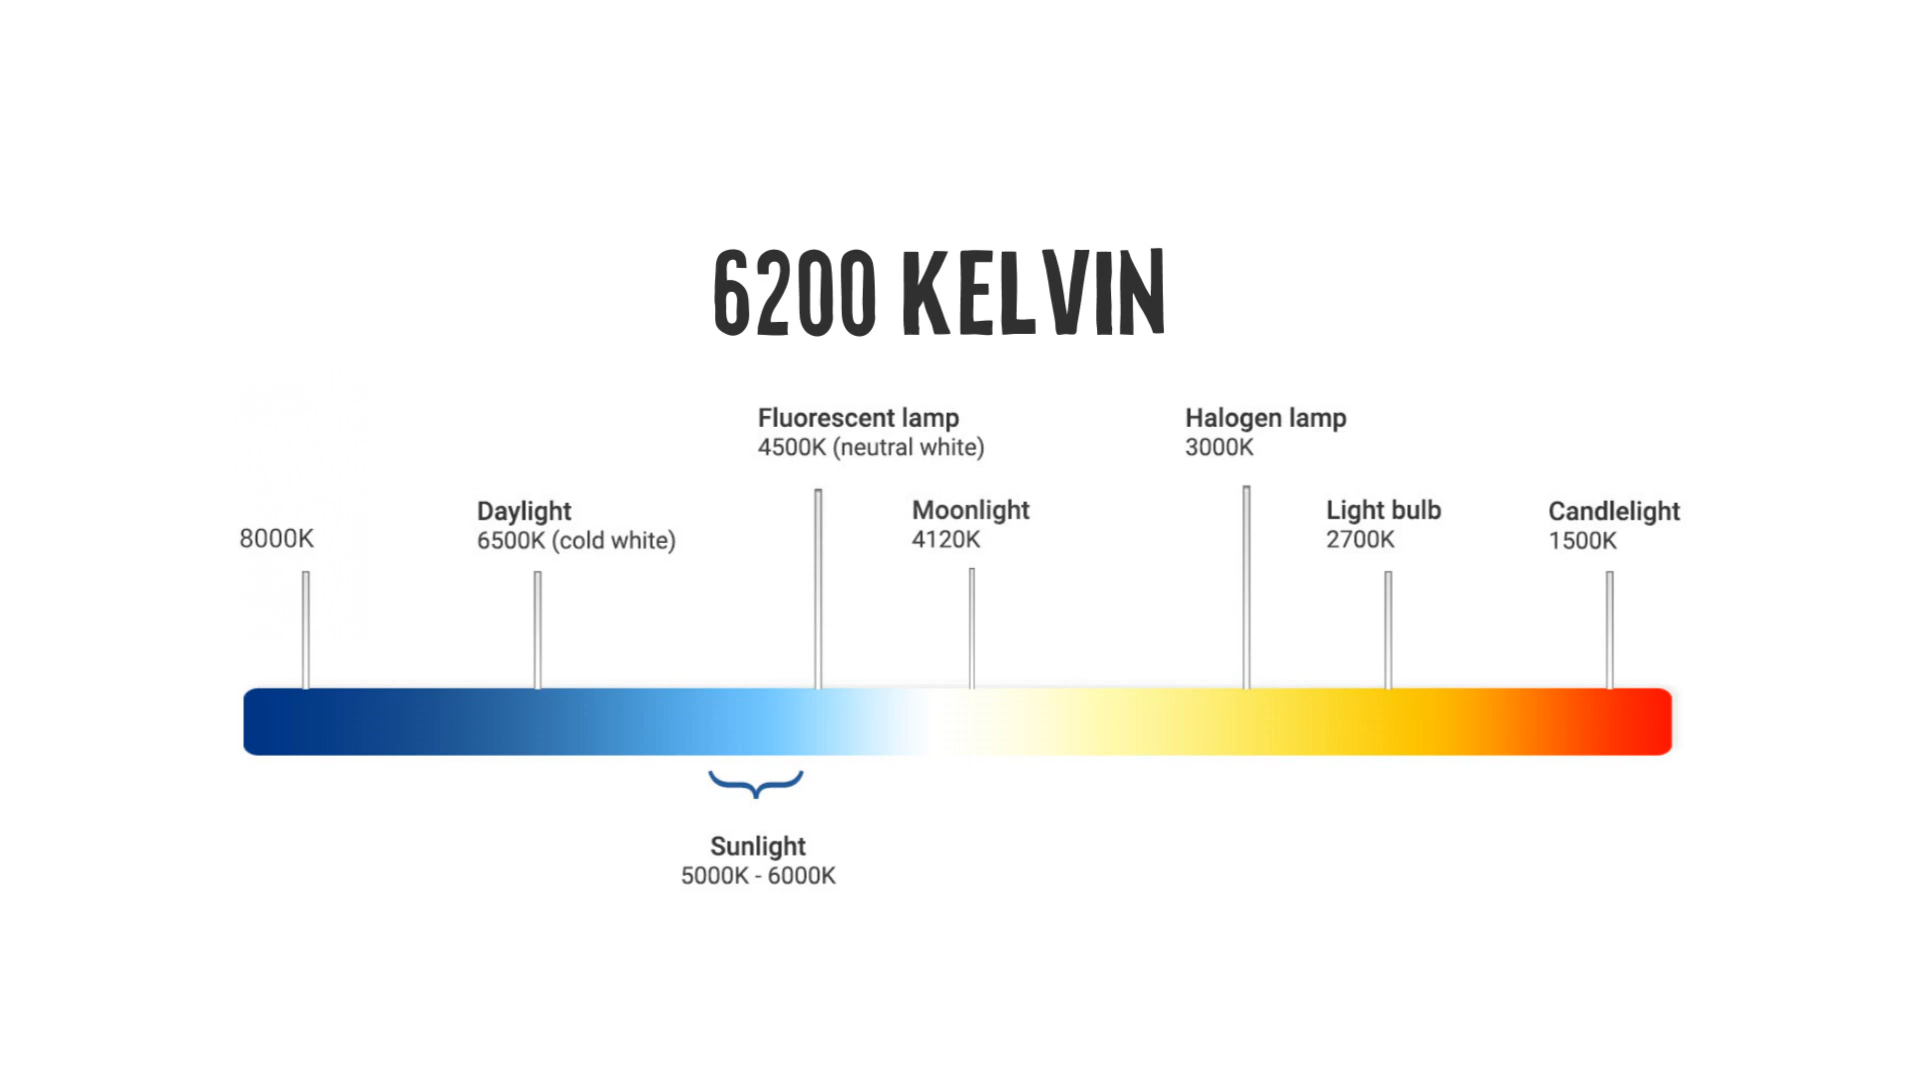 6200 KELVIN
Fluorescent lamp
4500K (neutral white)
Halogen lamp
3000K
8000K
Daylight
6500K (cold white)
Moonlight
4120K
Light bulb
2700K
Candlelight
1500K
Sunlight
5000K - 6000K